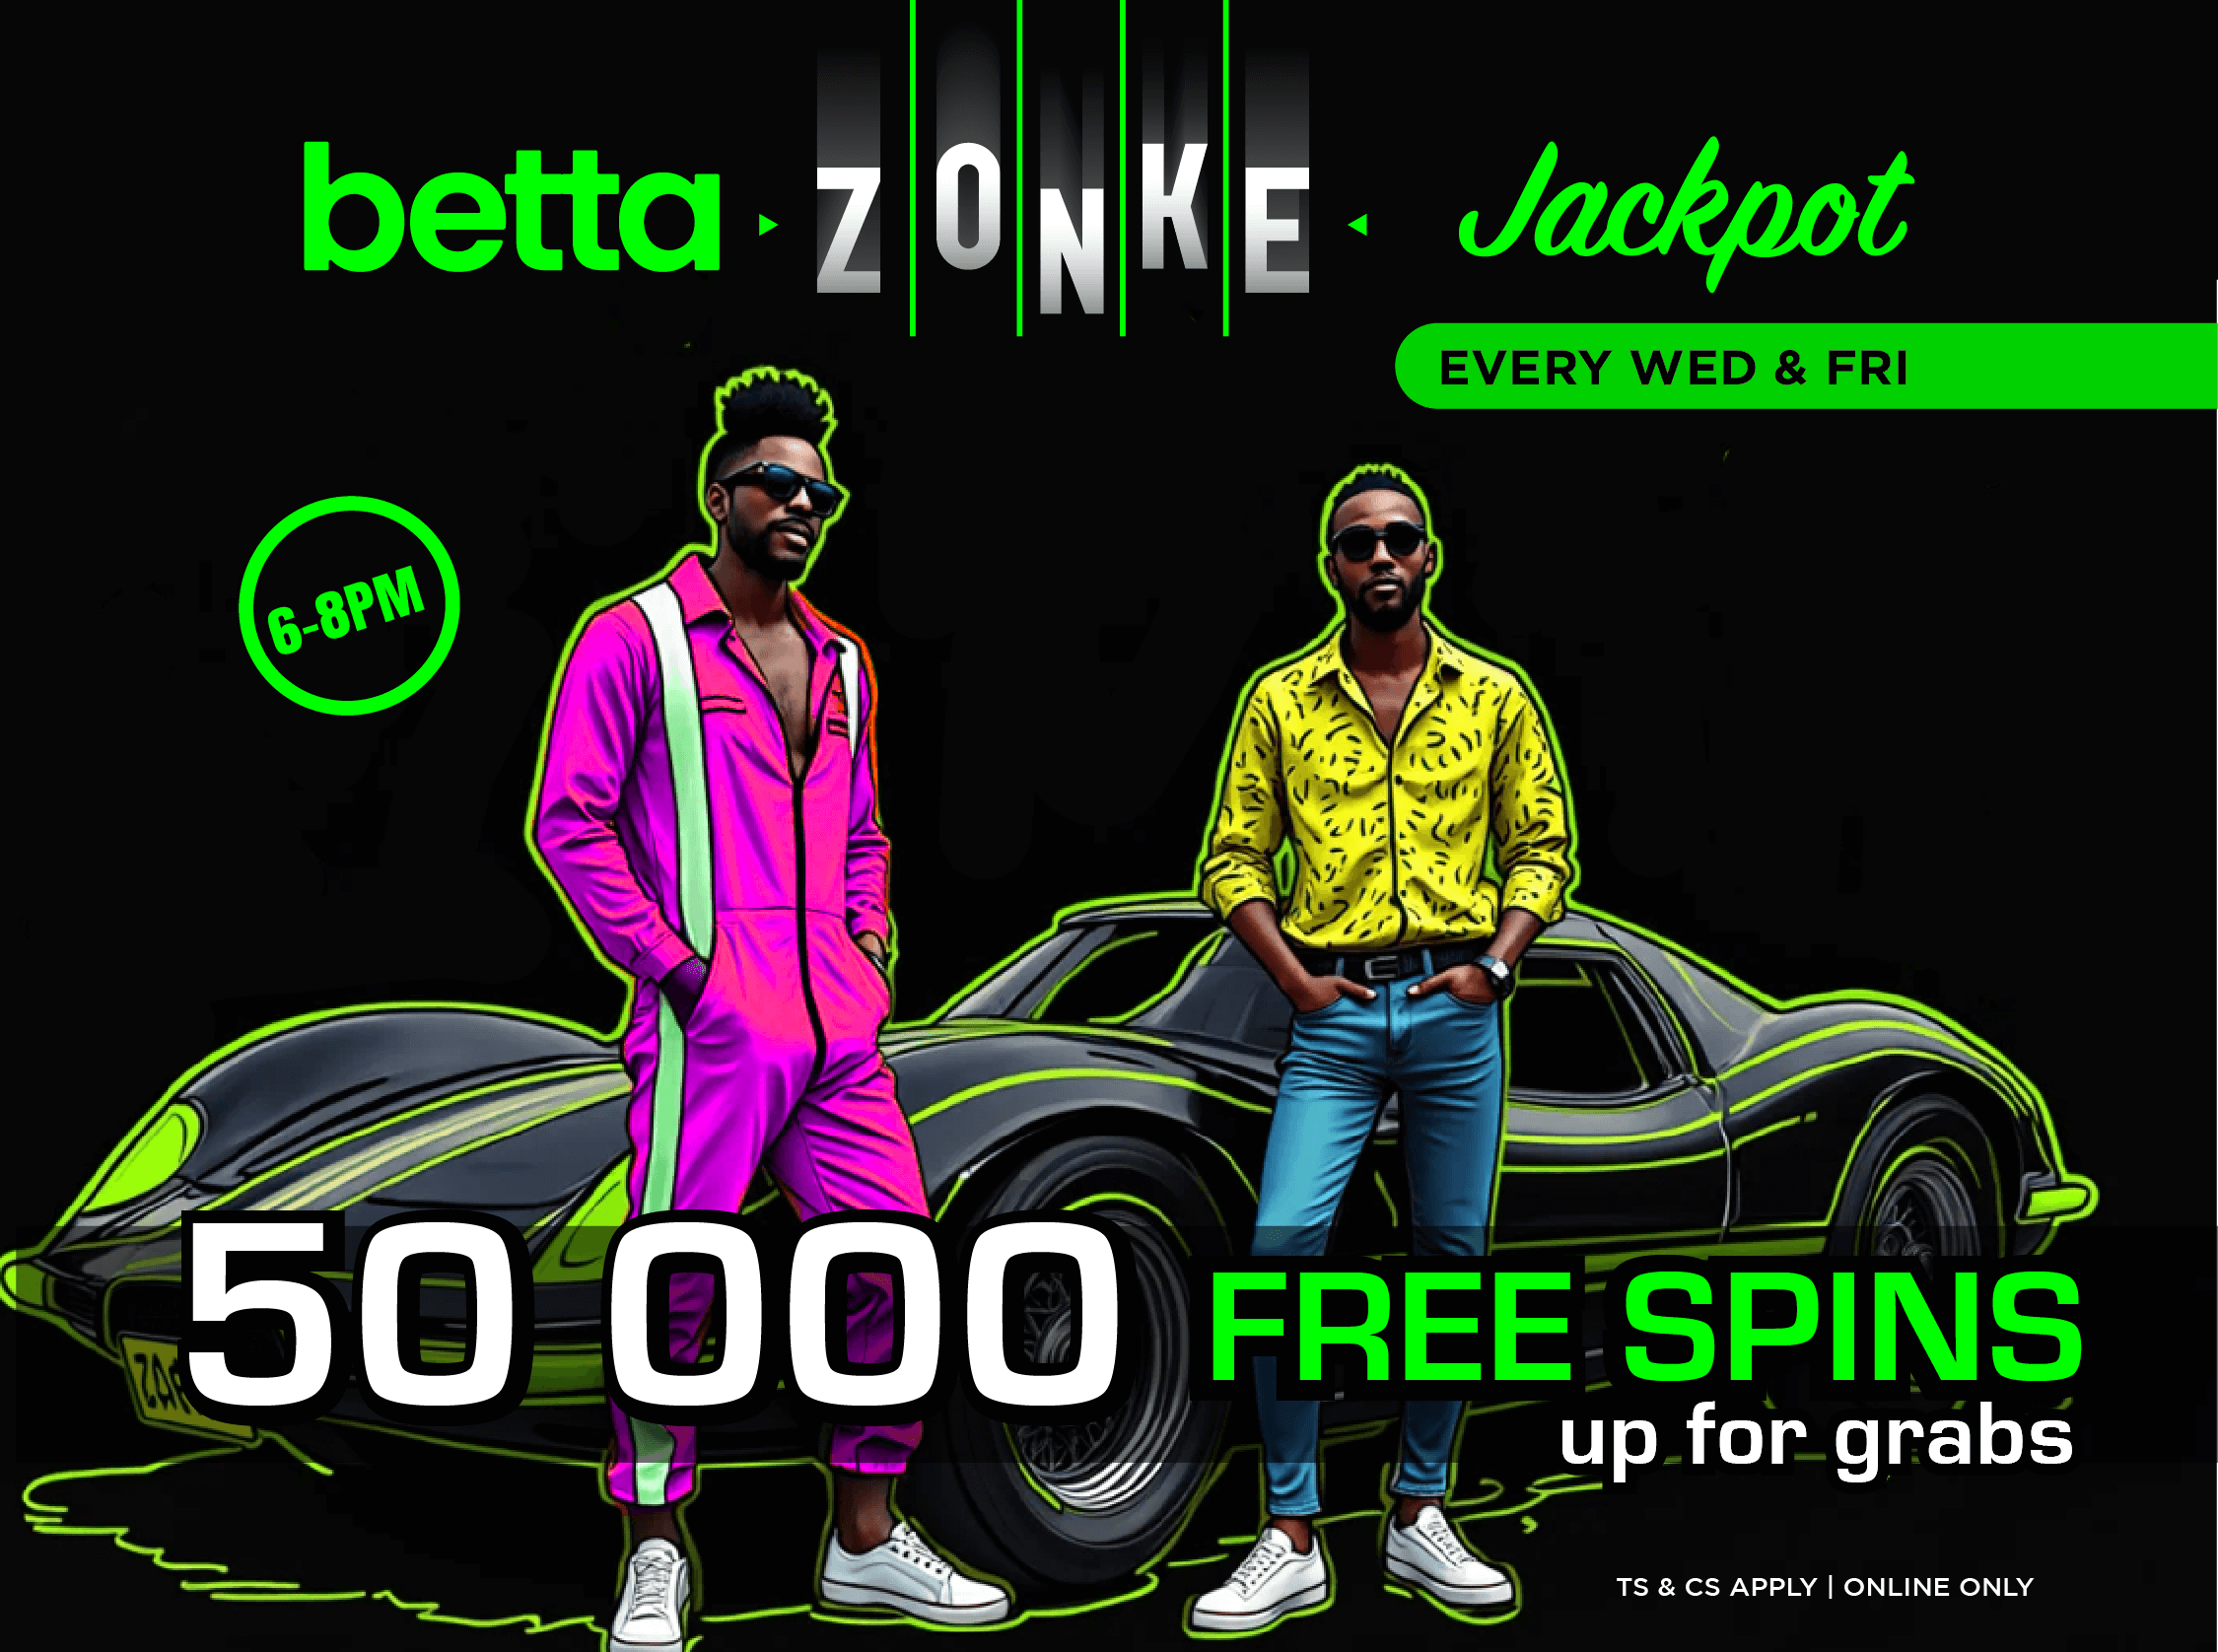 betta ZONKE Jackpot
EVERY WED & FRI
6-8PM
50 000 FREE SPINS
up for grabs
TS & CS APPLY | ONLINE ONLY